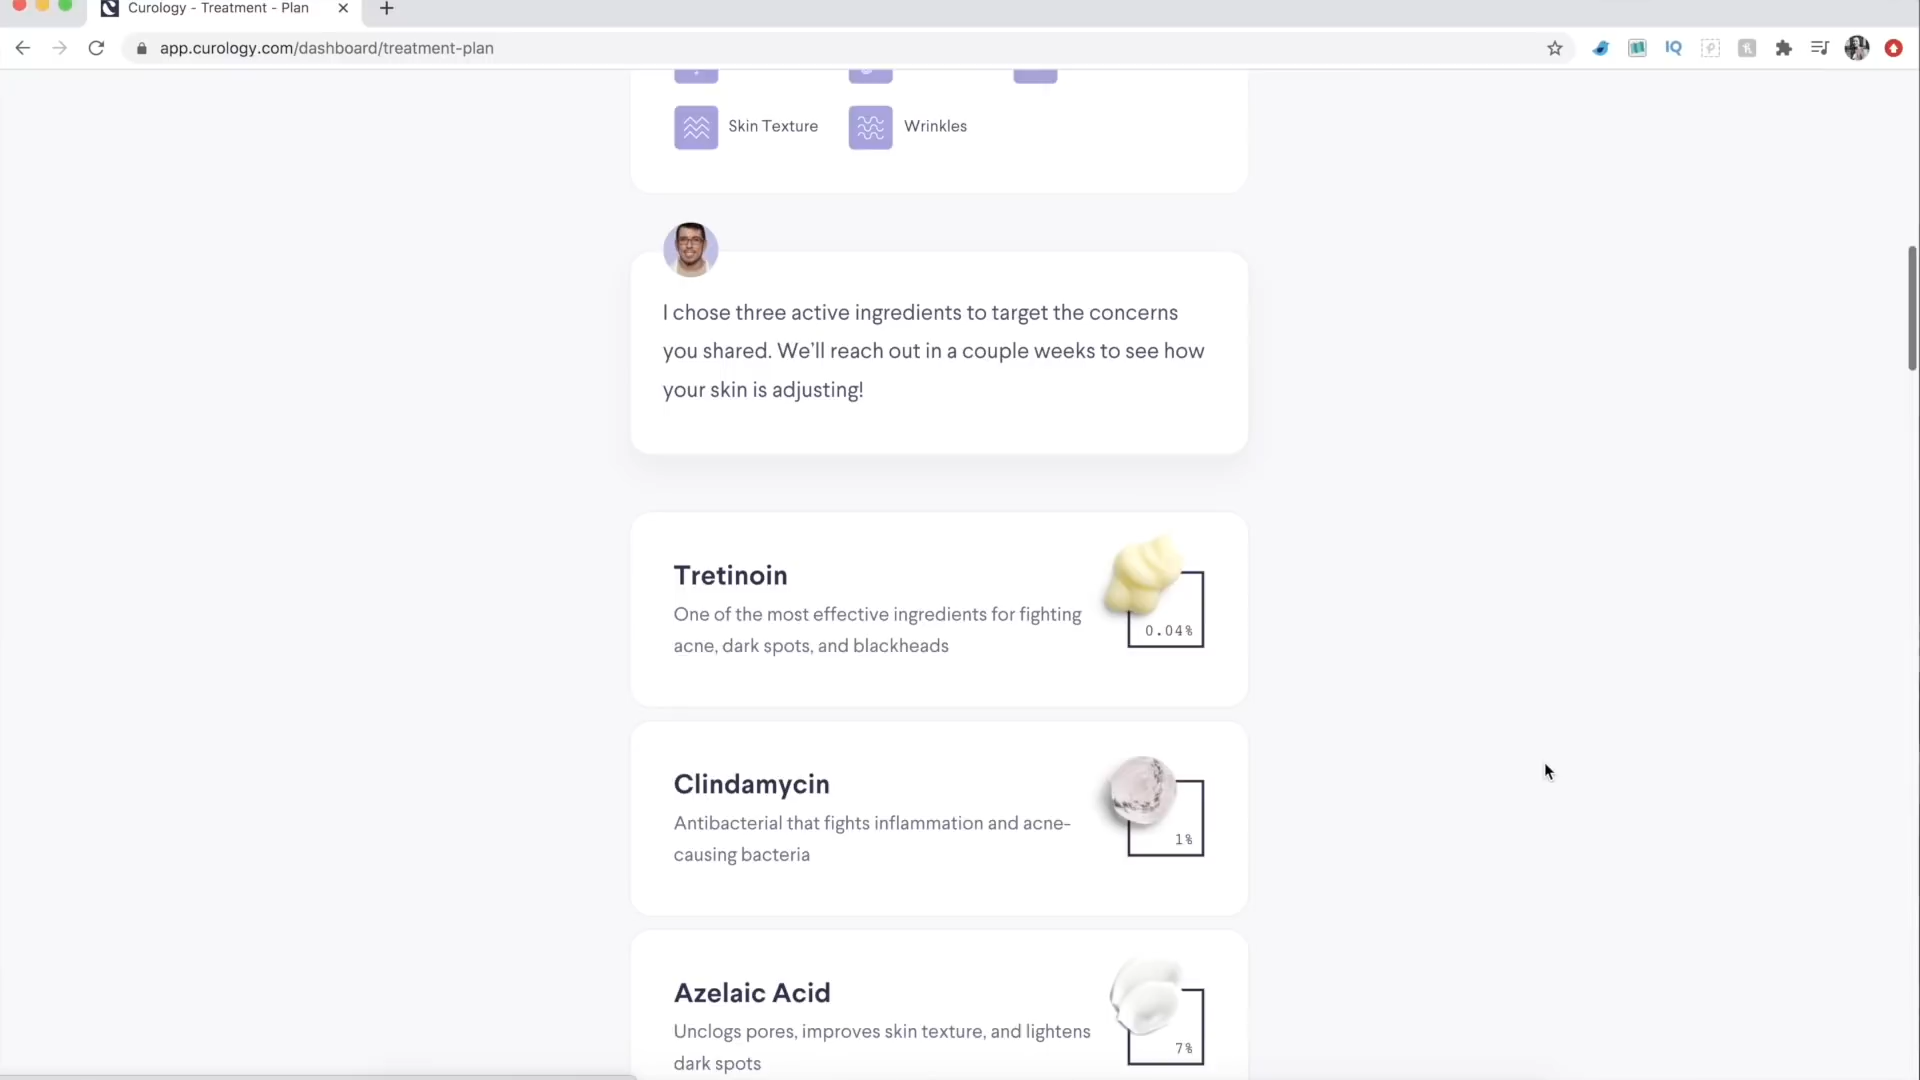 Curology - Treatment - Plan
app.curology.com/dashboard/treatment-plan
IQ
Skin Texture
Wrinkles
I chose three active ingredients to target the concerns
you shared. We’ll reach out in a couple weeks to see how
your skin is adjusting!
Tretinoin
One of the most effective ingredients for fighting
acne, dark spots, and blackheads
0.04%
Clindamycin
Antibacterial that fights inflammation and acne-
causing bacteria
1%
Azelaic Acid
Unclogs pores, improves skin texture, and lightens
dark spots
7%